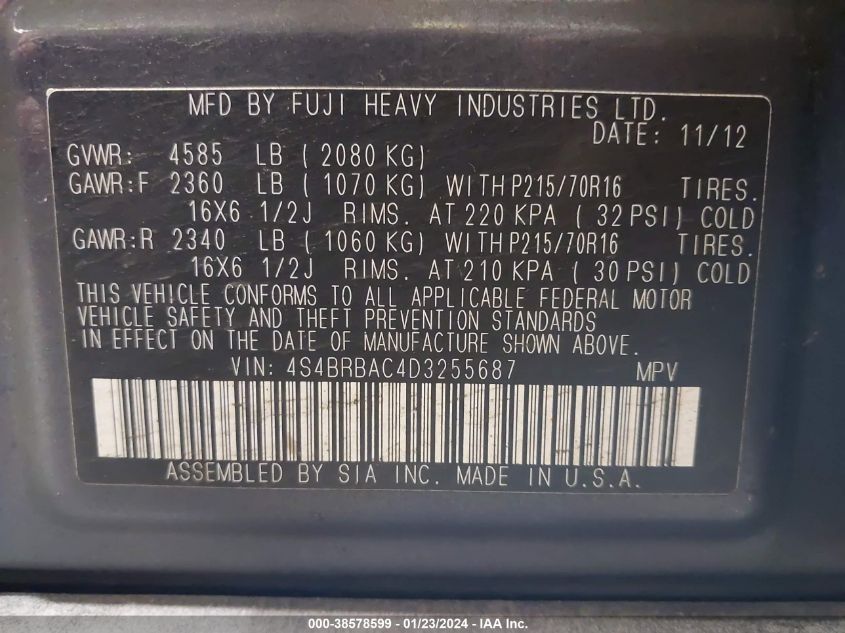 MFD BY FUJI HEAVY INDUSTRIES LTD.
DATE: 11/12
GVWR: 4585 LB ( 2080 KG)
GAWR:F 2360 LB ( 1070 KG) WITH P215/70R16 TIRES.
16X6 1/2J RIMS. AT 220 KPA ( 32 PSI) COLD
GAWR:R 2340 LB ( 1060 KG) WITH P215/70R16 TIRES.
16X6 1/2J RIMS. AT 210 KPA ( 30 PSI) COLD
THIS VEHICLE CONFORMS TO ALL APPLICABLE FEDERAL MOTOR
VEHICLE SAFETY AND THEFT PREVENTION STANDARDS
IN EFFECT ON THE DATE OF MANUFACTURE SHOWN ABOVE.
VIN: 4S4BRBAC4D3255687 MPV
ASSEMBLED BY SIA INC. MADE IN U.S.A.
000-38578599 - 01/23/2024 - IAA Inc.